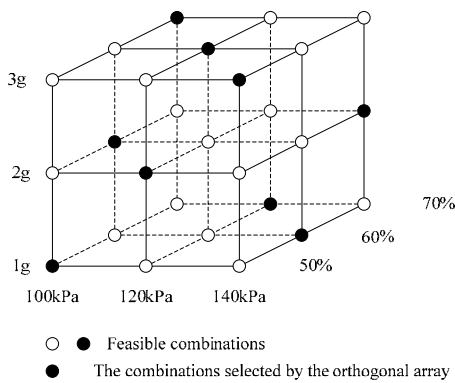 3g
2g
1g
70%
60%
50%
100kPa 120kPa 140kPa
Feasible combinations
The combinations selected by the orthogonal array